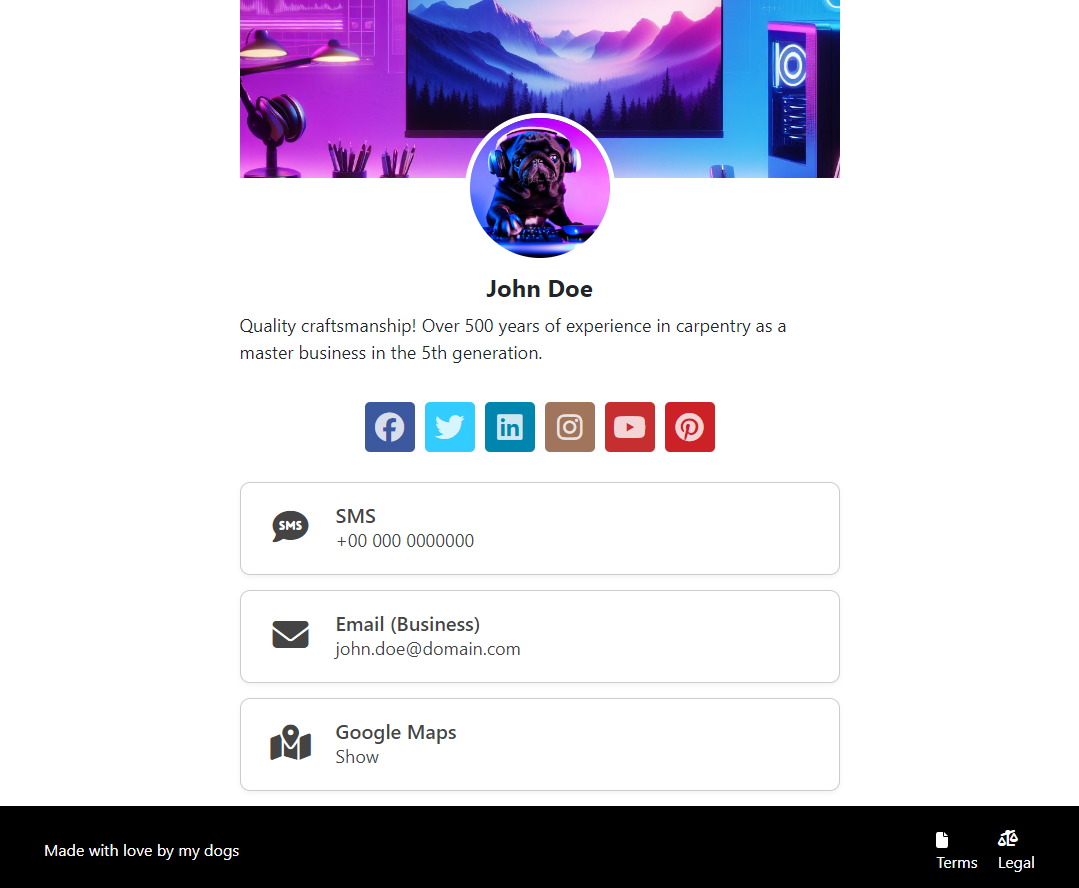 John Doe
Quality craftsmanship! Over 500 years of experience in carpentry as a
master business in the 5th generation.
in
SMS
SMS
+00 000 0000000
Email (Business)
john.doe@domain.com
Google Maps
Show
Made with love by my dogs
Terms
Legal